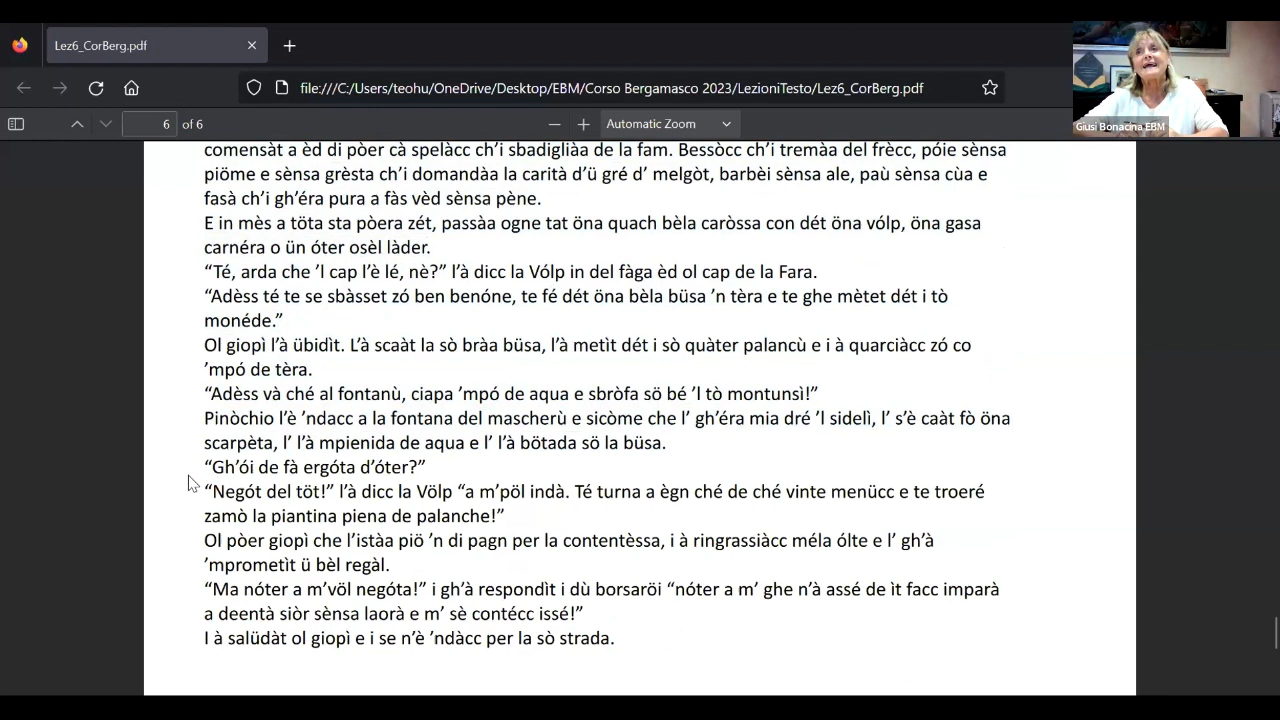 Lez6_CorBerg.pdf
file:///C:/Users/teohu/OneDrive/Desktop/EBM/Corso Bergamasco 2023/LezioniTesto/Lez6_CorBerg.pdf
6 of 6
Automatic Zoom
Giusi Bonacina EBM
comensàt a èd di pòer cà spelàcc ch’i sbadigliàa de la fam. Bessòcc ch’i tremàa del frècc, póie sènsa
piöme e sènsa grèsta ch’i domandàa la carità d’ü gré d’ melgòt, barbèi sènsa ale, paù sènsa cùa e
fasà ch’i gh’éra pura a fàs vèd sènsa pène.
E in mès a töta sta pòera zét, passàa ogne tat öna quach bèla caròssa con dét öna vólp, öna gasa
carnéra o ün óter osèl làder.
“Té, arda che ’l cap l’è lé, nè?” l’à dicc la Vólp in del fàga èd ol cap de la Fara.
“Adèss té te se sbàsset zó ben benóne, te fé dét öna bèla büsa ’n tèra e te ghe mètet dét i tò
monéde.”
Ol giopì l’à übidìt. L’à scaàt la sò bràa büsa, l’à metìt dét i sò quàter palancù e i à quarciàcc zó co
’mpó de tèra.
“Adèss và ché al fontanù, ciapa ’mpó de aqua e sbròfa sö bé ’l tò montunsì!”
Pinòchio l’è ’ndacc a la fontana del mascherù e sicòme che l’ gh’éra mia dré ’l sidelì, l’ s’è caàt fò öna
scarpèta, l’ l’à mpienida de aqua e l’ l’à bötada sö la büsa.
“Gh’ói de fà ergóta d’óter?”
“Negót del töt!” l’à dicc la Völp “a m’pöl indà. Té turna a ègn ché de ché vinte menücc e te troeré
zamò la piantina piena de palanche!”
Ol pòer giopì che l’istàa piö ’n di pagn per la contentèssa, i à ringrassiàcc méla ólte e l’ gh’à
’mprometìt ü bèl regàl.
“Ma nóter a m’völ negóta!” i gh’à respondìt i dù borsaröi “nóter a m’ ghe n’à assé de ìt facc imparà
a deentà siòr sènsa laorà e m’ sè contécc issé!”
I à salüdàt ol giopì e i se n’è ’ndàcc per la sò strada.